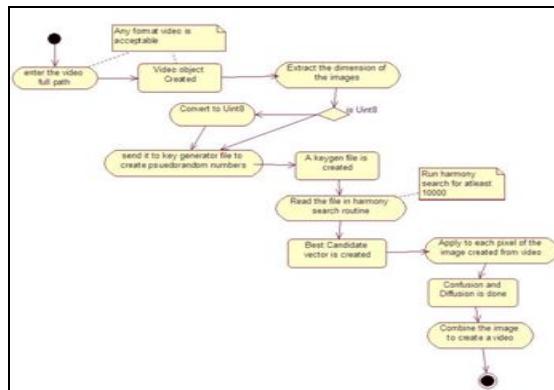 Any format video is
acceptable
enter the video
full path
Video object
Created
Extract the dimension of
the images
is Uint8
Convert to Uint8
send it to key generator file to
create psuedorandom numbers
A keygen file is
created
Run harmony
search for atleast
10000
Read the file in harmony
search routine
Best Candidate
vector is created
Apply to each pixel of the
image created from video
Confusion and
Diffusion is done
Combine the image
to create a video